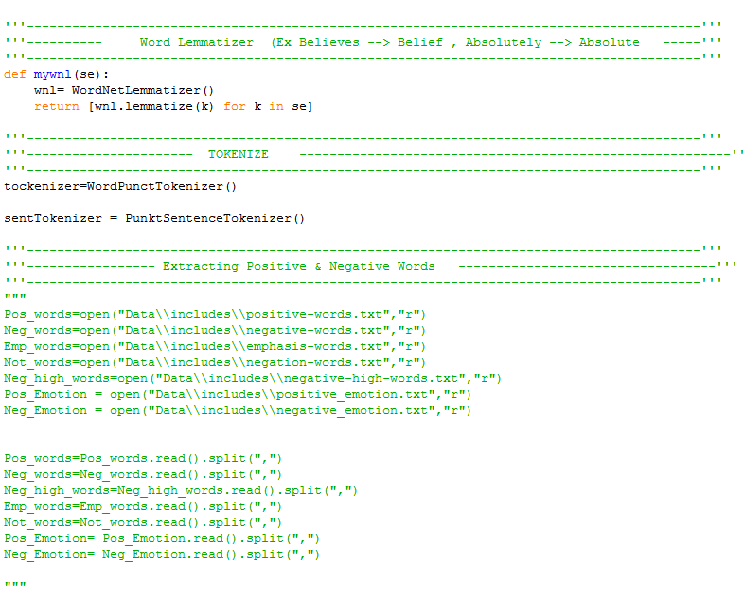 '''----------------------------------------------------------------------------------------'''
'''----------     Word Lemmatizer  (Ex Believes --> Belief , Absolutely --> Absolute   -----'''
'''----------------------------------------------------------------------------------------'''
def mywnl(se):
    wnl= WordNetLemmatizer()
    return [wnl.lemmatize(k) for k in se]
'''----------------------------------------------------------------------------------------'''
'''----------------------  TOKENIZE    --------------------------------------------------------''
'''----------------------------------------------------------------------------------------'''
tockenizer=WordPunctTokenizer()
sentTokenizer = PunktSentenceTokenizer()
'''----------------------------------------------------------------------------------------'''
'''----------------- Extracting Positive & Negative Words   ----------------------------------'''
'''----------------------------------------------------------------------------------------'''
"""
Pos_words=open("Data\\includes\\positive-words.txt","r")
Neg_words=open("Data\\includes\\negative-words.txt","r")
Emp_words=open("Data\\includes\\emphasis-words.txt","r")
Not_words=open("Data\\includes\\negation-words.txt","r")
Neg_high_words=open("Data\\includes\\negative-high-words.txt","r")
Pos_Emotion = open("Data\\includes\\positive_emotion.txt","r")
Neg_Emotion = open("Data\\includes\\negative_emotion.txt","r")
Pos_words=Pos_words.read().split(",")
Neg_words=Neg_words.read().split(",")
Neg_high_words=Neg_high_words.read().split(",")
Emp_words=Emp_words.read().split(",")
Not_words=Not_words.read().split(",")
Pos_Emotion= Pos_Emotion.read().split(",")
Neg_Emotion= Neg_Emotion.read().split(",")
"""